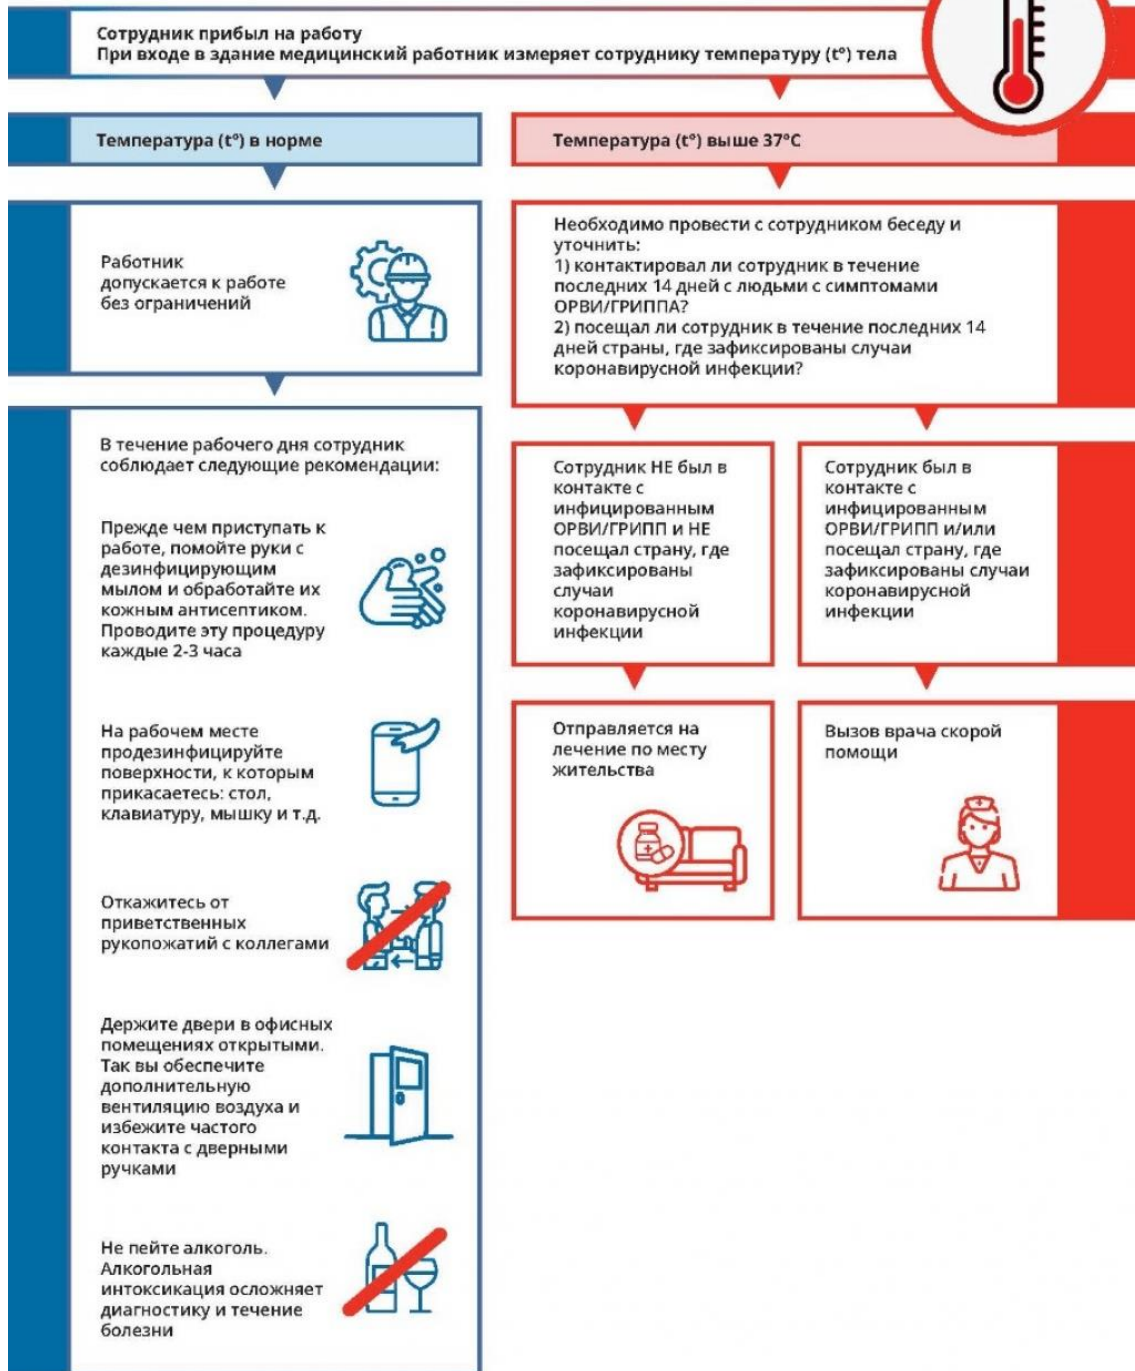 Сотрудник прибыл на работу
При входе в здание медицинский работник измеряет сотруднику температуру (t°) тела
Температура (t°) в норме
Температура (t°) выше 37°С
Работник
допускается к работе
без ограничений
Необходимо провести с сотрудником беседу и
уточнить:
1) контактировал ли сотрудник в течение
последних 14 дней с людьми с симптомами
ОРВИ/ГРИППА?
2) посещал ли сотрудник в течение последних 14
дней страны, где зафиксированы случаи
коронавирусной инфекции?
В течение рабочего дня сотрудник
соблюдает следующие рекомендации:
Прежде чем приступать к
работе, помойте руки с
дезинфицирующим
мылом и обработайте их
кожным антисептиком.
Проводите эту процедуру
каждые 2-3 часа
На рабочем месте
продезинфицируйте
поверхности, к которым
прикасаетесь: стол,
клавиатуру, мышку и т.д.
Откажитесь от
приветственных
рукопожатий с коллегами
Держите двери в офисных
помещениях открытыми.
Так вы обеспечите
дополнительную
вентиляцию воздуха и
избежите частого
контакта с дверными
ручками
Не пейте алкоголь.
Алкогольная
интоксикация осложняет
диагностику и течение
болезни
Сотрудник НЕ был в
контакте с
инфицированным
ОРВИ/ГРИПП и НЕ
посещал страну, где
зафиксированы
случаи
коронавирусной
инфекции
Сотрудник был в
контакте с
инфицированным
ОРВИ/ГРИПП и/или
посещал страну, где
зафиксированы случаи
коронавирусной
инфекции
Отправляется на
лечение по месту
жительства
Вызов врача скорой
помощи